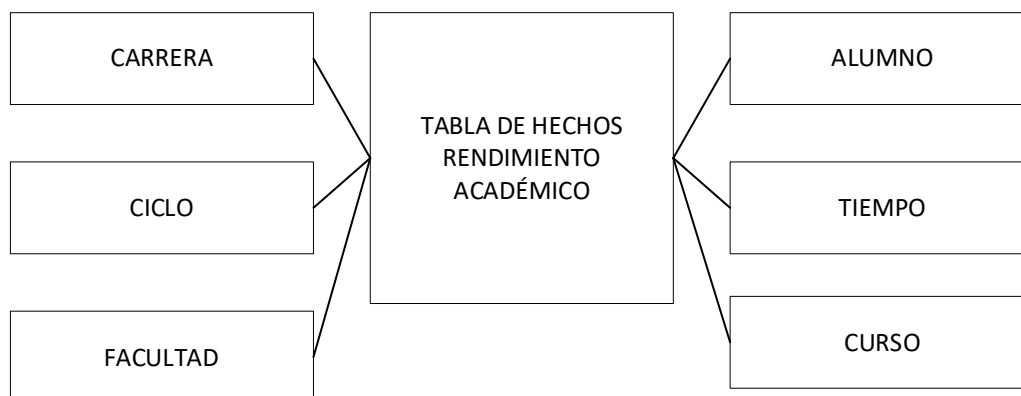 CARRERA
CICLO
FACULTAD
TABLA DE HECHOS
RENDIMIENTO
ACADÉMICO
ALUMNO
TIEMPO
CURSO